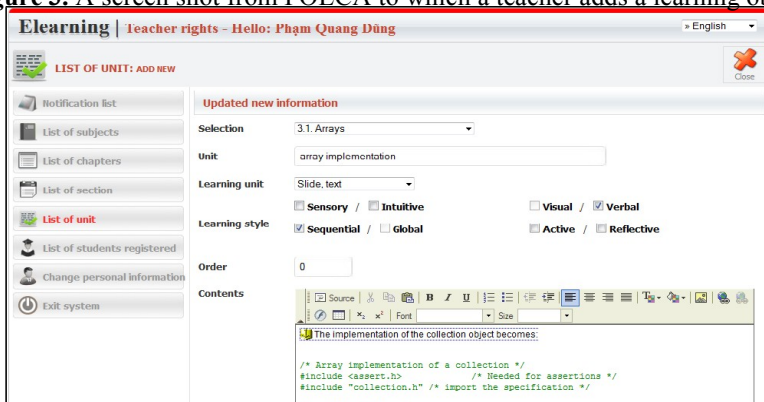 gure 3. A screen shot from POLCA to which a teacher adds a learning ob
Elearning | Teacher rights - Hello: Phạm Quang Dũng
» English
LIST OF UNIT: ADD NEW
Close
Notification list
List of subjects
List of chapters
List of section
List of unit
List of students registered
Change personal information
Exit system
Updated new information
Selection 3.1. Arrays
Unit array implementation
Learning unit Slide, text
Sensory / Intuitive Visual / Verbal
Learning style
Sequential / Global Active / Reflective
Order 0
Contents
Source B I U
Font Size
The implementation of the collection object becomes:
/* Array implementation of a collection */
#include <assert.h> /* Needed for assertions */
#include "collection.h" /* import the specification */